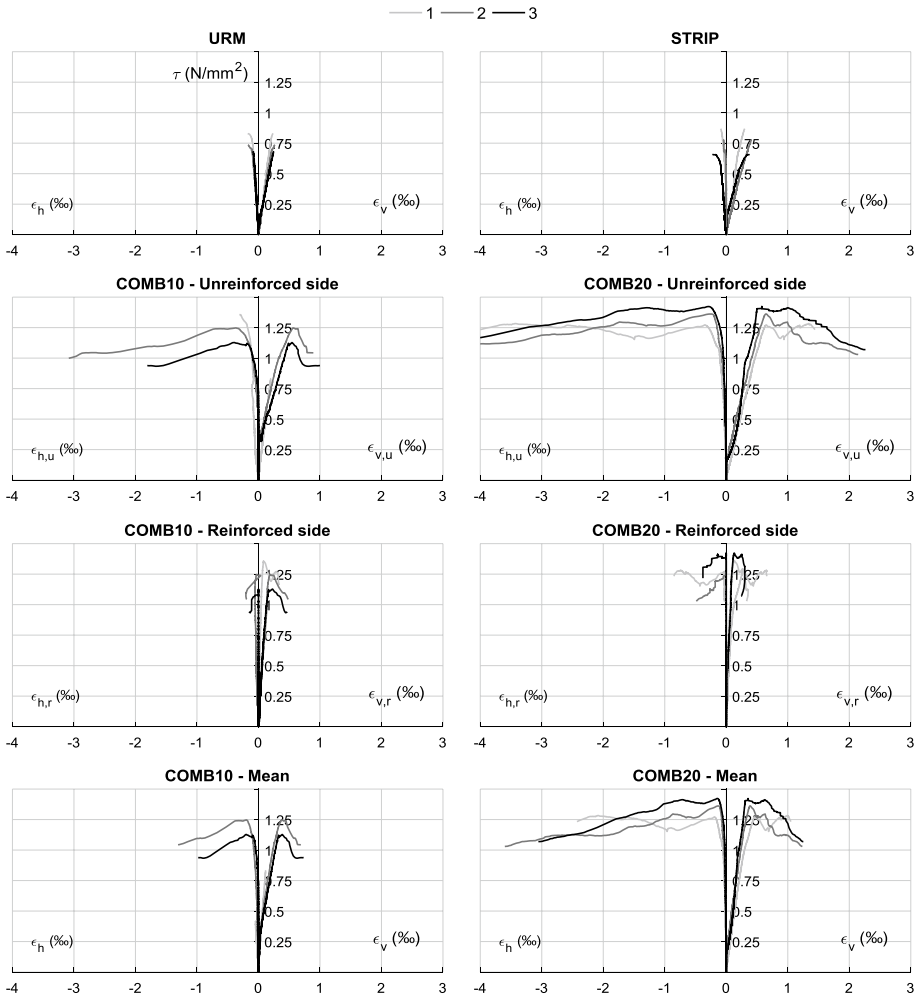 1 2 3
URM
τ (N/mm²)
1.25
1
0.75
0.5
0.25
ϵh (‰)
ϵv (‰)
-4 -3 -2 -1 0 1 2 3
STRIP
1.25
1
0.75
0.5
0.25
ϵh (‰)
ϵv (‰)
-4 -3 -2 -1 0 1 2 3
COMB10 - Unreinforced side
1.25
1
0.75
0.5
0.25
ϵh,u (‰)
ϵv,u (‰)
-4 -3 -2 -1 0 1 2 3
COMB20 - Unreinforced side
1.25
1
0.75
0.5
0.25
ϵh,u (‰)
ϵv,u (‰)
-4 -3 -2 -1 0 1 2 3
COMB10 - Reinforced side
1.25
1
0.75
0.5
0.25
ϵh,r (‰)
ϵv,r (‰)
-4 -3 -2 -1 0 1 2 3
COMB20 - Reinforced side
1.25
1
0.75
0.5
0.25
ϵh,r (‰)
ϵv,r (‰)
-4 -3 -2 -1 0 1 2 3
COMB10 - Mean
1.25
1
0.75
0.5
0.25
ϵh (‰)
ϵv (‰)
-4 -3 -2 -1 0 1 2 3
COMB20 - Mean
1.25
1
0.75
0.5
0.25
ϵh (‰)
ϵv (‰)
-4 -3 -2 -1 0 1 2 3